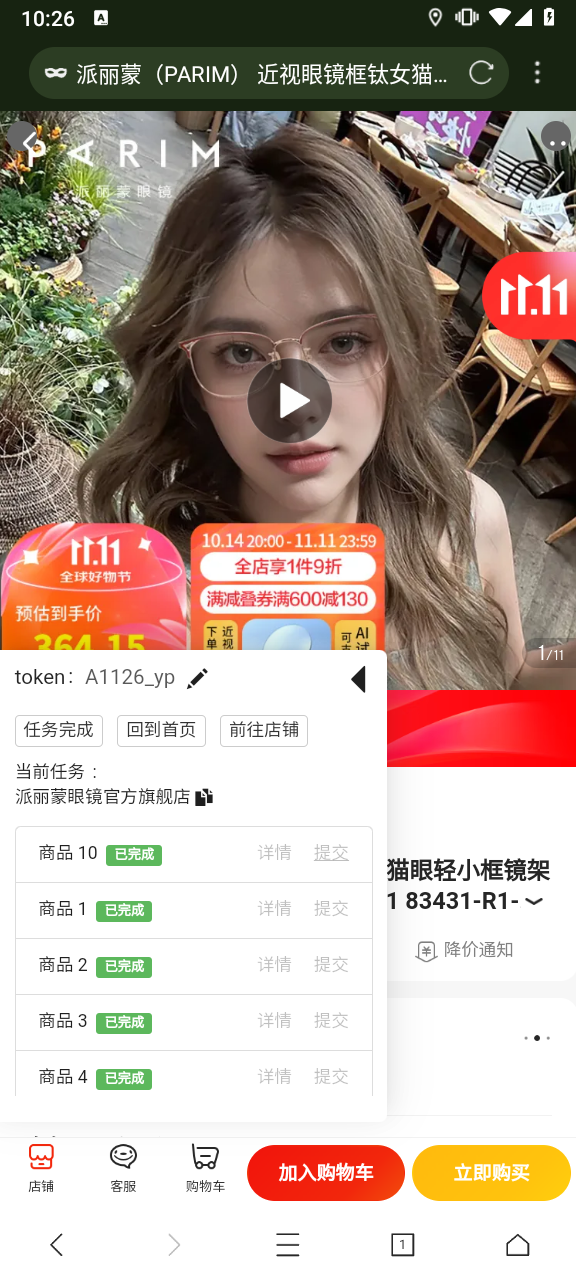 10:26
A
派丽蒙（PARIM） 近视眼镜框钛女猫...
PARIM
派丽蒙眼镜
11.11
11.11
全球好物节
预估到手价
364.15
10.14 20:00 - 11.11 23:59
全店享1件9折
满减叠券满600减130
下单
近视
可
AI试
1/11
token： A1126_yp
任务完成 回到首页 前往店铺
当前任务 ：
派丽蒙眼镜官方旗舰店
商品 10 已完成 详情 提交
商品 1 已完成 详情 提交
商品 2 已完成 详情 提交
商品 3 已完成 详情 提交
商品 4 已完成 详情 提交
猫眼轻小框镜架
1 83431-R1-
降价通知
店铺 客服 购物车 加入购物车 立即购买
1